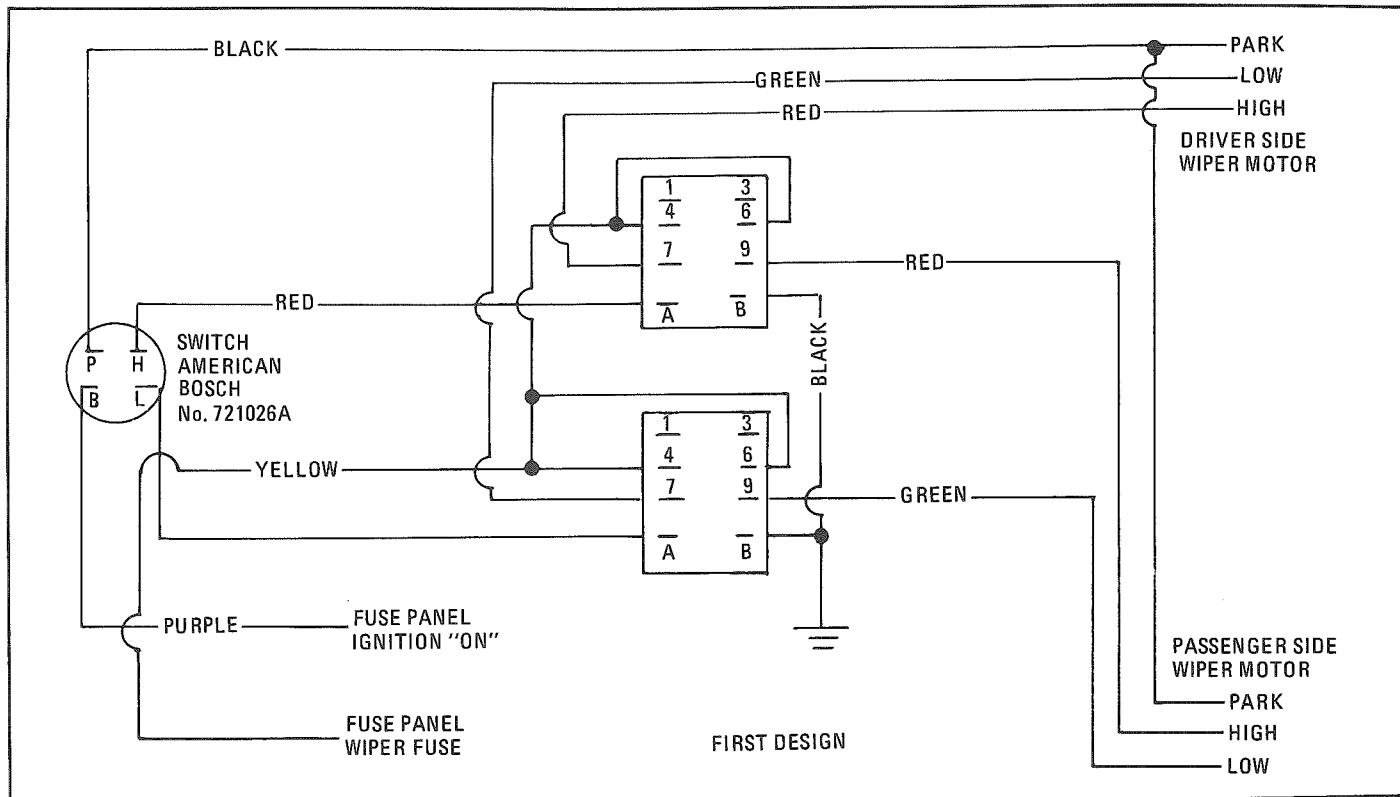 BLACK
PARK
GREEN
LOW
RED
HIGH
DRIVER SIDE
WIPER MOTOR
1 3
4 6
7 9
A B
RED
RED
BLACK
P H
B L
SWITCH
AMERICAN
BOSCH
No. 721026A
1 3
4 6
7 9
A B
YELLOW
GREEN
PURPLE
FUSE PANEL
IGNITION "ON"
FUSE PANEL
WIPER FUSE
FIRST DESIGN
PASSENGER SIDE
WIPER MOTOR
PARK
HIGH
LOW